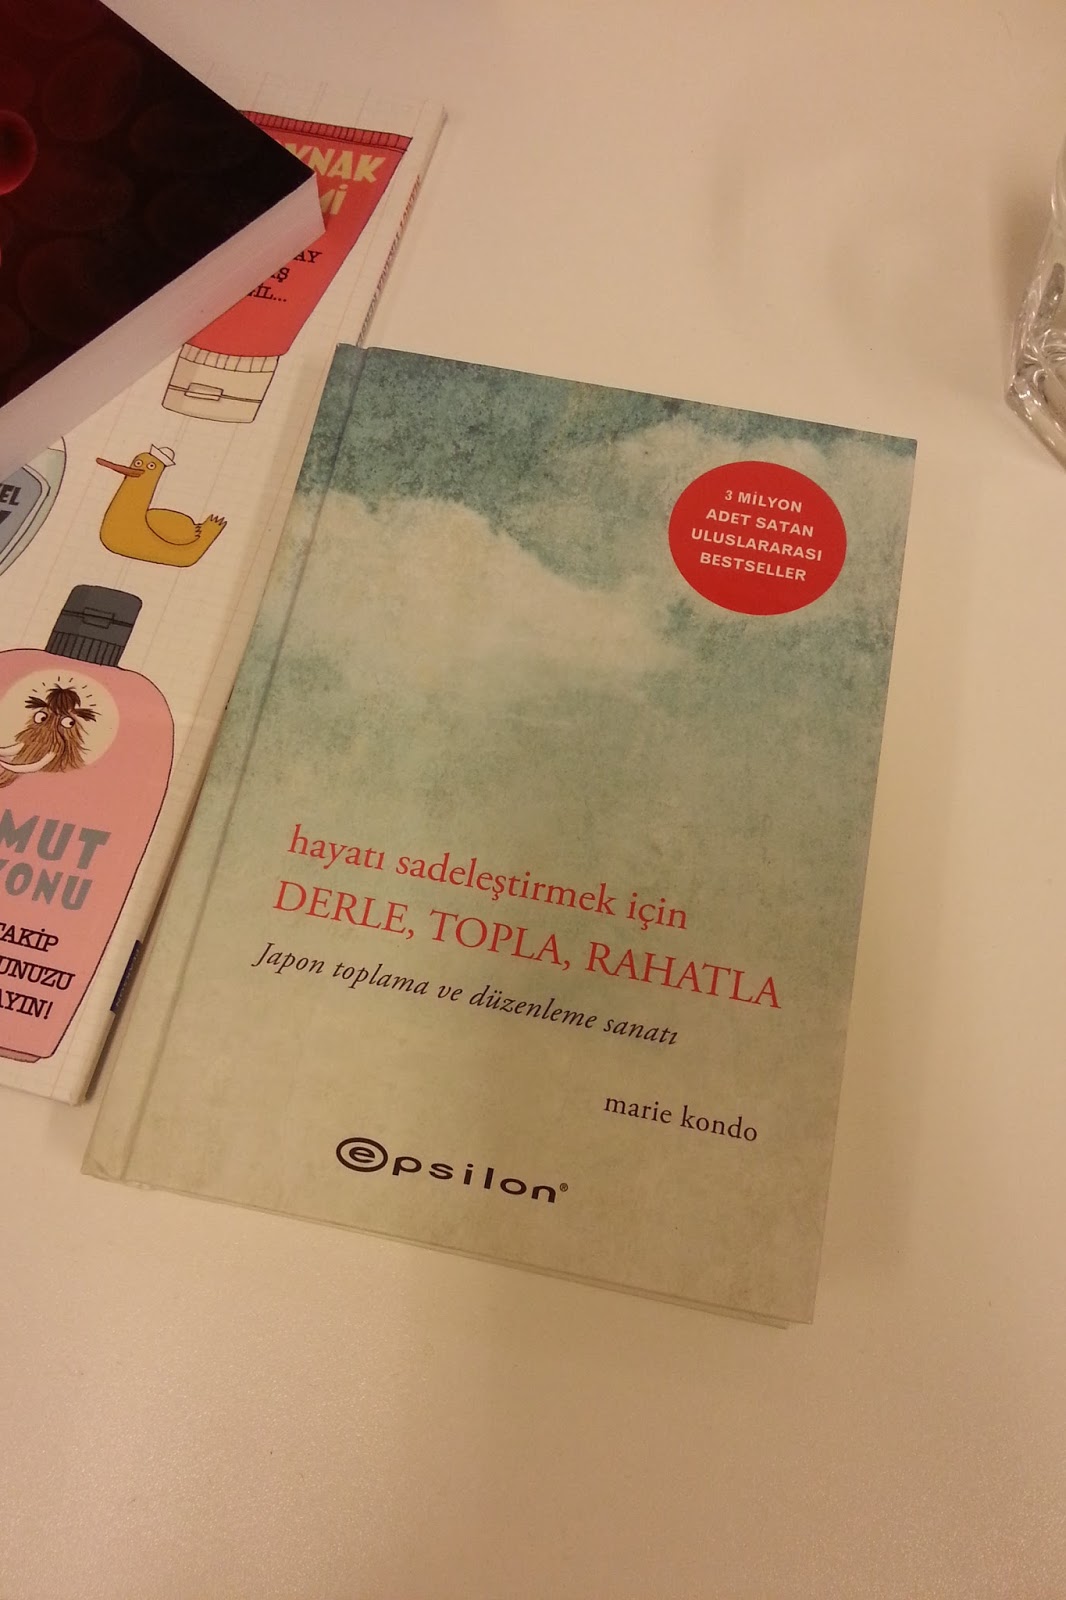 3 MİLYON
ADET SATAN
ULUSLARARASI
BESTSELLER
hayatı sadeleştirmek için
DERLE, TOPLA, RAHATLA
Japon toplama ve düzenleme sanatı
marie kondo
epsilon®